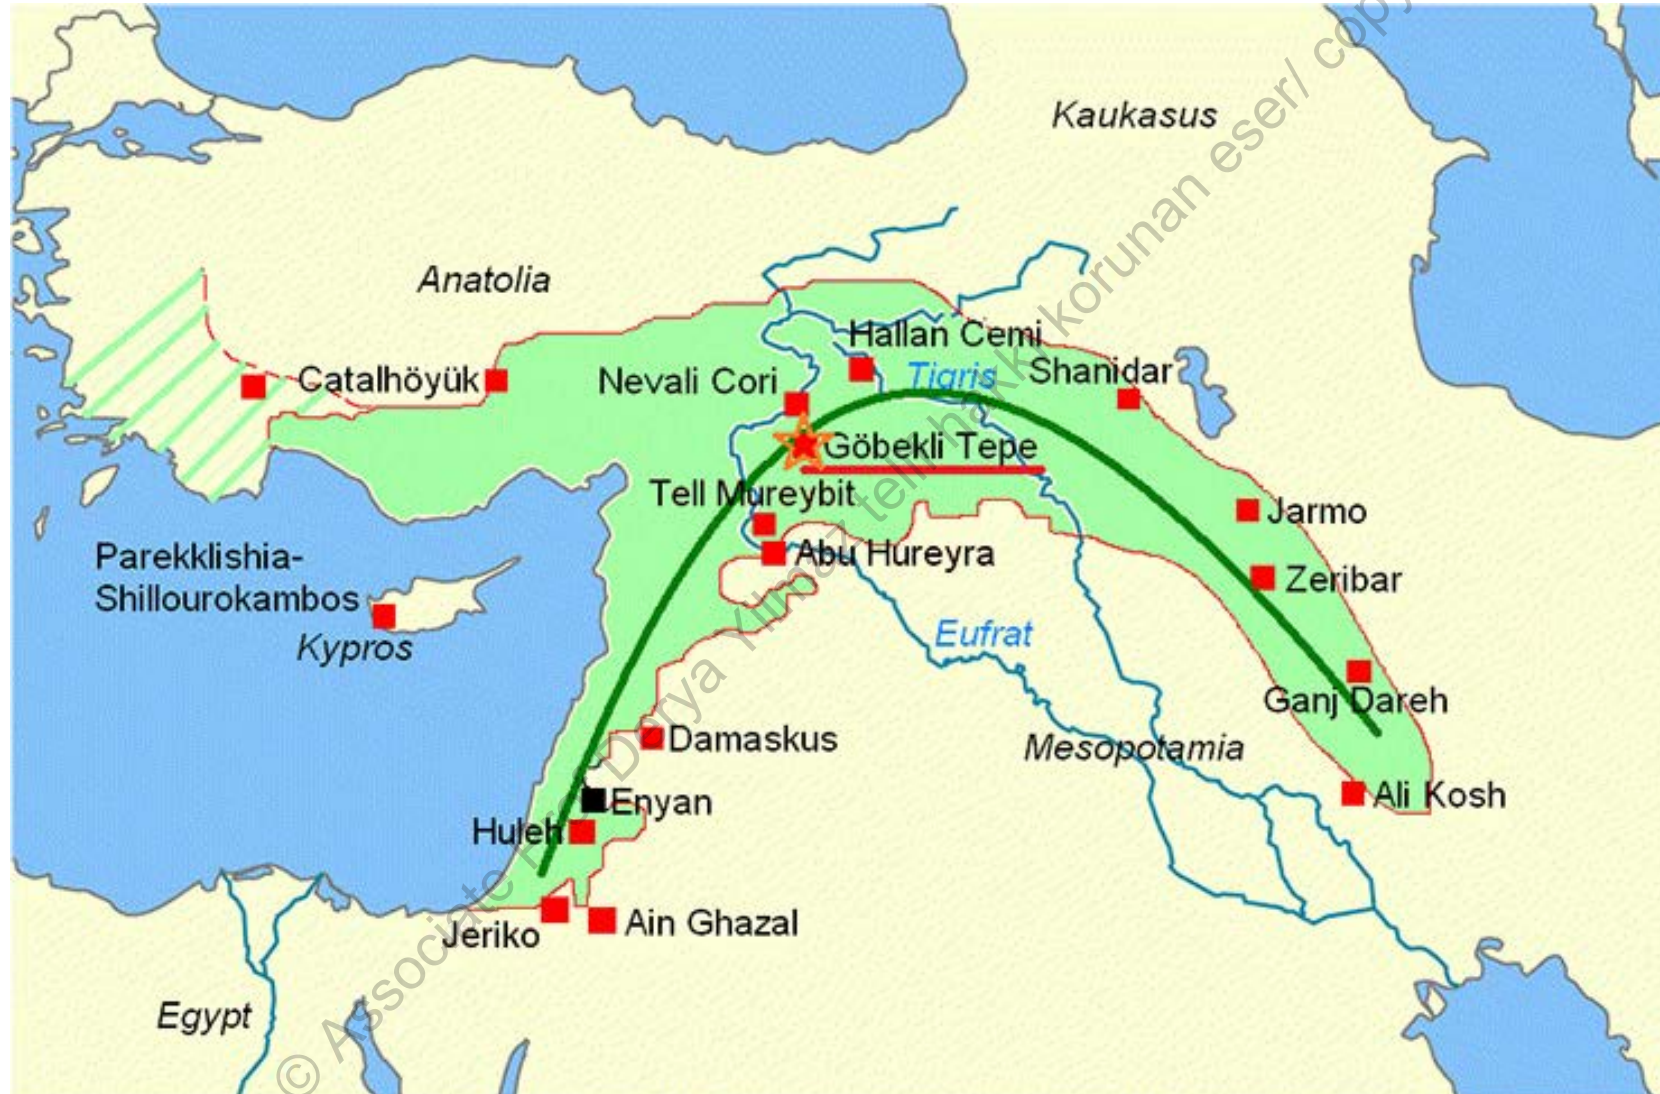 Kaukasus
Anatolia
Hallan Cemi
Tigris
Shanidar
Catalhöyük
Nevali Cori
Göbekli Tepe
Tell Mureybit
Jarmo
Abu Hureyra
Zeribar
Parekklishia-
Shillourokambos
Kypros
Eufrat
Ganj Dareh
Damaskus
Mesopotamia
Enyan
Ali Kosh
Huleh
Jeriko
Ain Ghazal
Egypt
© Associate Derya Yılmaz telif hakkı korunan eser/